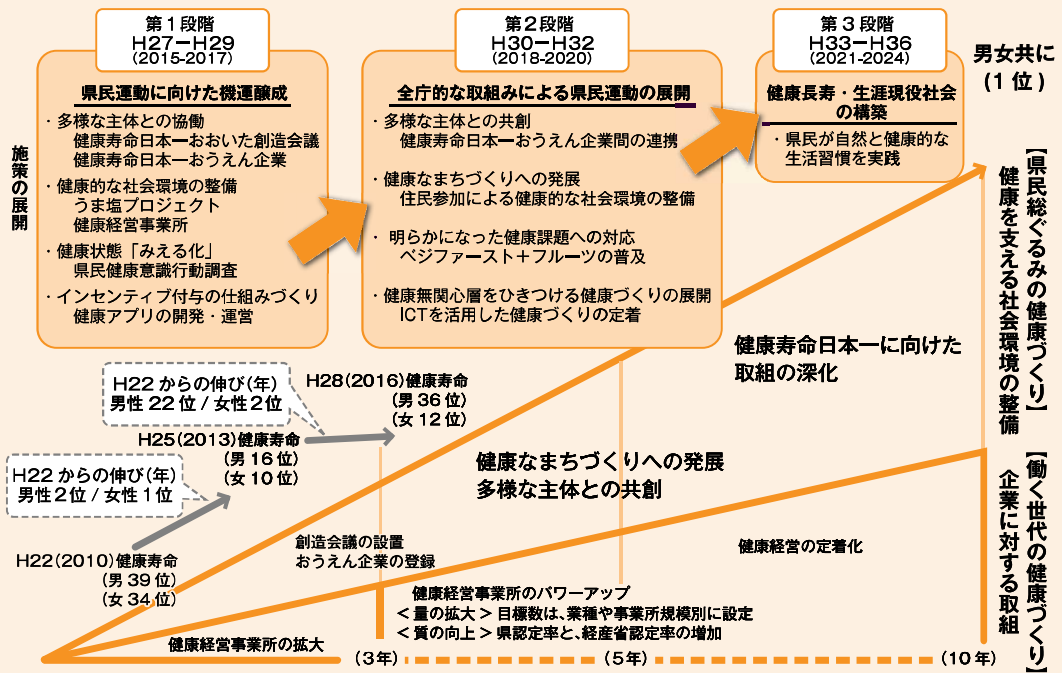 第1段階
H27－H29
(2015-2017)
第2段階
H30－H32
(2018-2020)
第3段階
H33－H36
(2021-2024)
男女共に
(1位)
施策の展開
県民運動に向けた機運醸成
・多様な主体との協働
健康寿命日本一おおいた創造会議
健康寿命日本一おうえん企業
・健康的な社会環境の整備
うま塩プロジェクト
健康経営事業所
・健康状態「みえる化」
県民健康意識行動調査
・インセンティブ付与の仕組みづくり
健康アプリの開発・運営
全庁的な取組みによる県民運動の展開
・多様な主体との共創
健康寿命日本一おうえん企業間の連携
・健康なまちづくりへの発展
住民参加による健康的な社会環境の整備
・明らかになった健康課題への対応
ベジファースト＋フルーツの普及
・健康無関心層をひきつける健康づくりの展開
ICTを活用した健康づくりの定着
健康長寿・生涯現役社会
の構築
・県民が自然と健康的な
生活習慣を実践
【県民総ぐるみの健康づくり】
健康を支える社会環境の整備
健康寿命日本一に向けた
取組の深化
H22からの伸び(年)
男性22位/女性2位
H28(2016)健康寿命
(男36位)
(女12位)
H25(2013)健康寿命
(男16位)
(女10位)
H22からの伸び(年)
男性2位/女性1位
H22(2010)健康寿命
(男39位)
(女34位)
健康なまちづくりへの発展
多様な主体との共創
【働く世代の健康づくり】
企業に対する取組
創造会議の設置
おうえん企業の登録
健康経営の定着化
健康経営事業所のパワーアップ
＜量の拡大＞目標数は、業種や事業所規模別に設定
＜質の向上＞県認定率と、経産省認定率の増加
健康経営事業所の拡大
(3年)
(5年)
(10年)